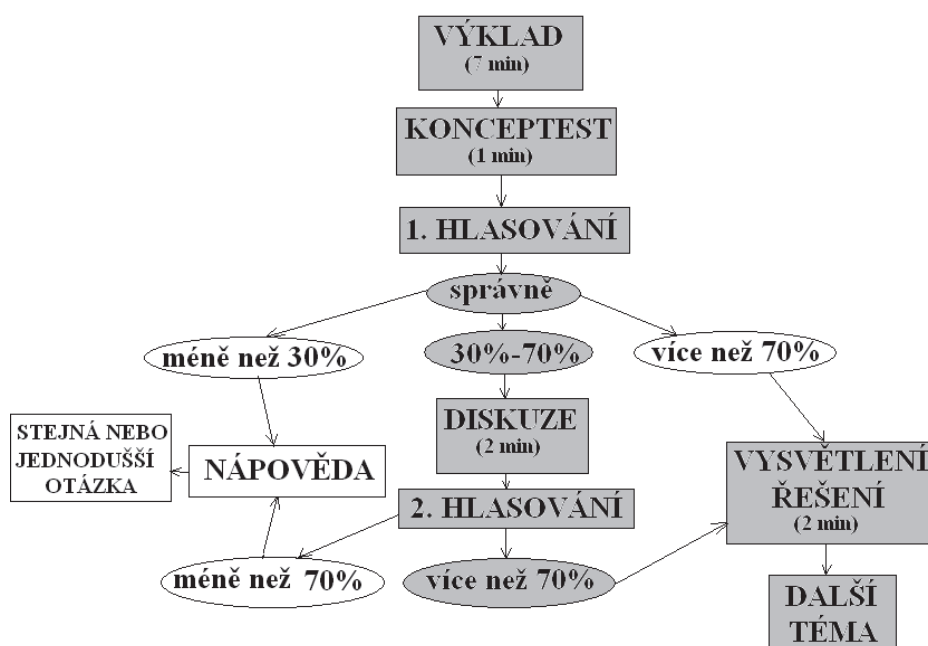 VÝKLAD
(7 min)
KONCEPTEST
(1 min)
1. HLASOVÁNÍ
správně
méně než 30%
30%-70%
více než 70%
DISKUZE
(2 min)
STEJNÁ NEBO
JEDNODUŠŠÍ
OTÁZKA
NÁPOVĚDA
VYSVĚTLENÍ
ŘEŠENÍ
(2 min)
2. HLASOVÁNÍ
méně než 70%
více než 70%
DALŠÍ
TÉMA